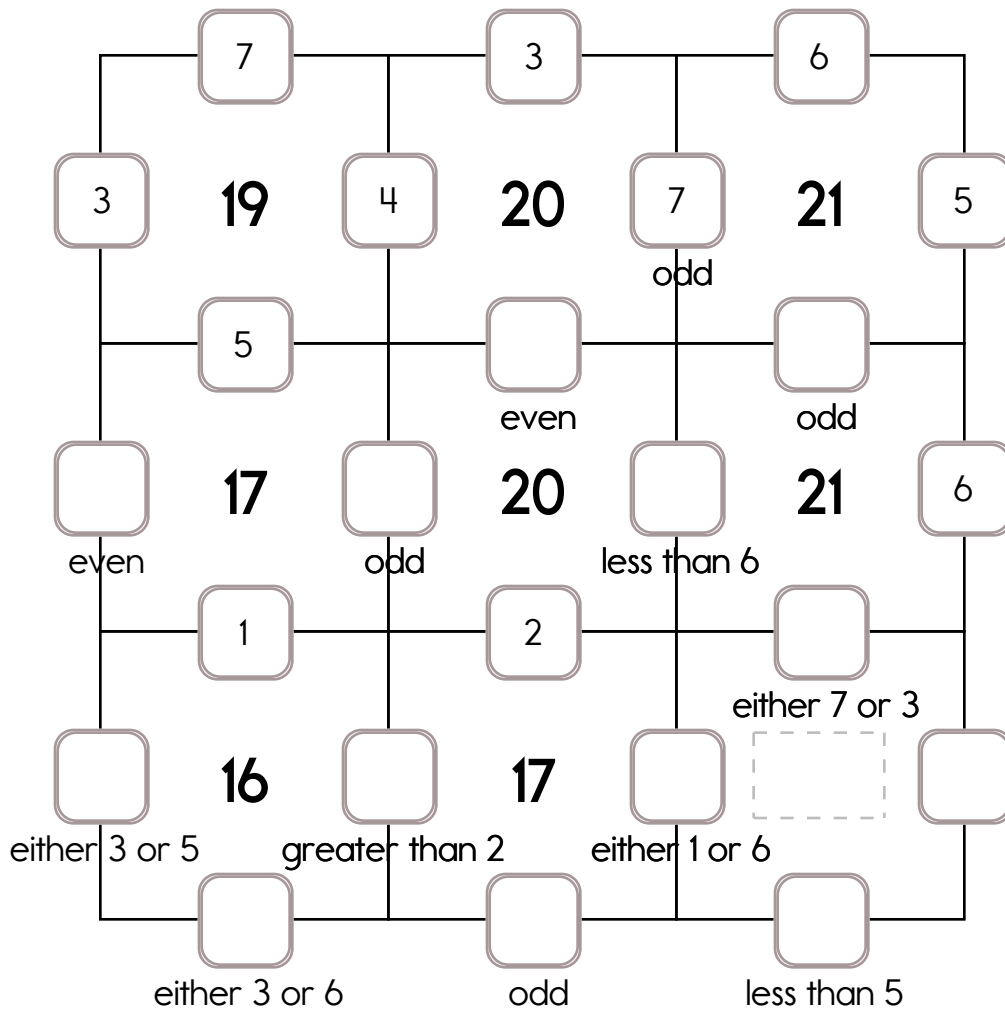 7 3 6
3 19 4 20 7 21 5
odd
5
even odd
17 20 21 6
even odd less than 6
1 2
either 7 or 3
16 17
either 3 or 5 greater than 2 either 1 or 6
either 3 or 6 odd less than 5